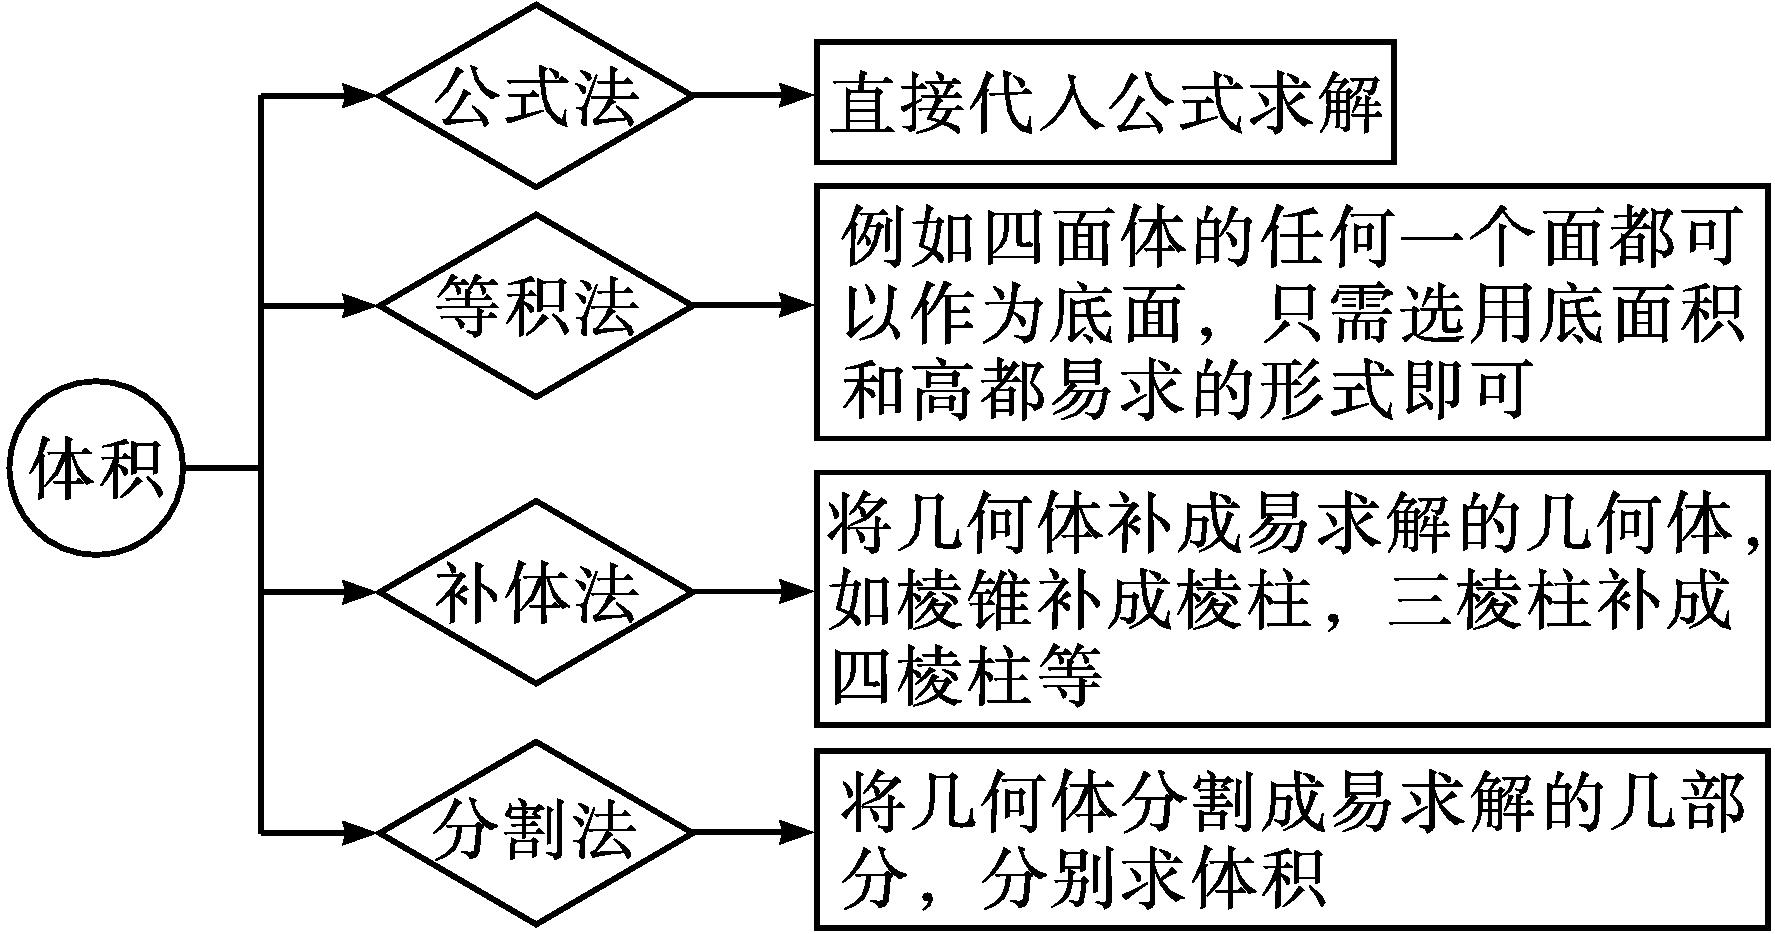 体积
公式法
直接代入公式求解
等积法
例如四面体的任何一个面都可
以作为底面，只需选用底面积
和高都易求的形式即可
补体法
将几何体补成易求解的几何体，
如棱锥补成棱柱，三棱柱补成
四棱柱等
分割法
将几何体分割成易求解的几部
分，分别求体积